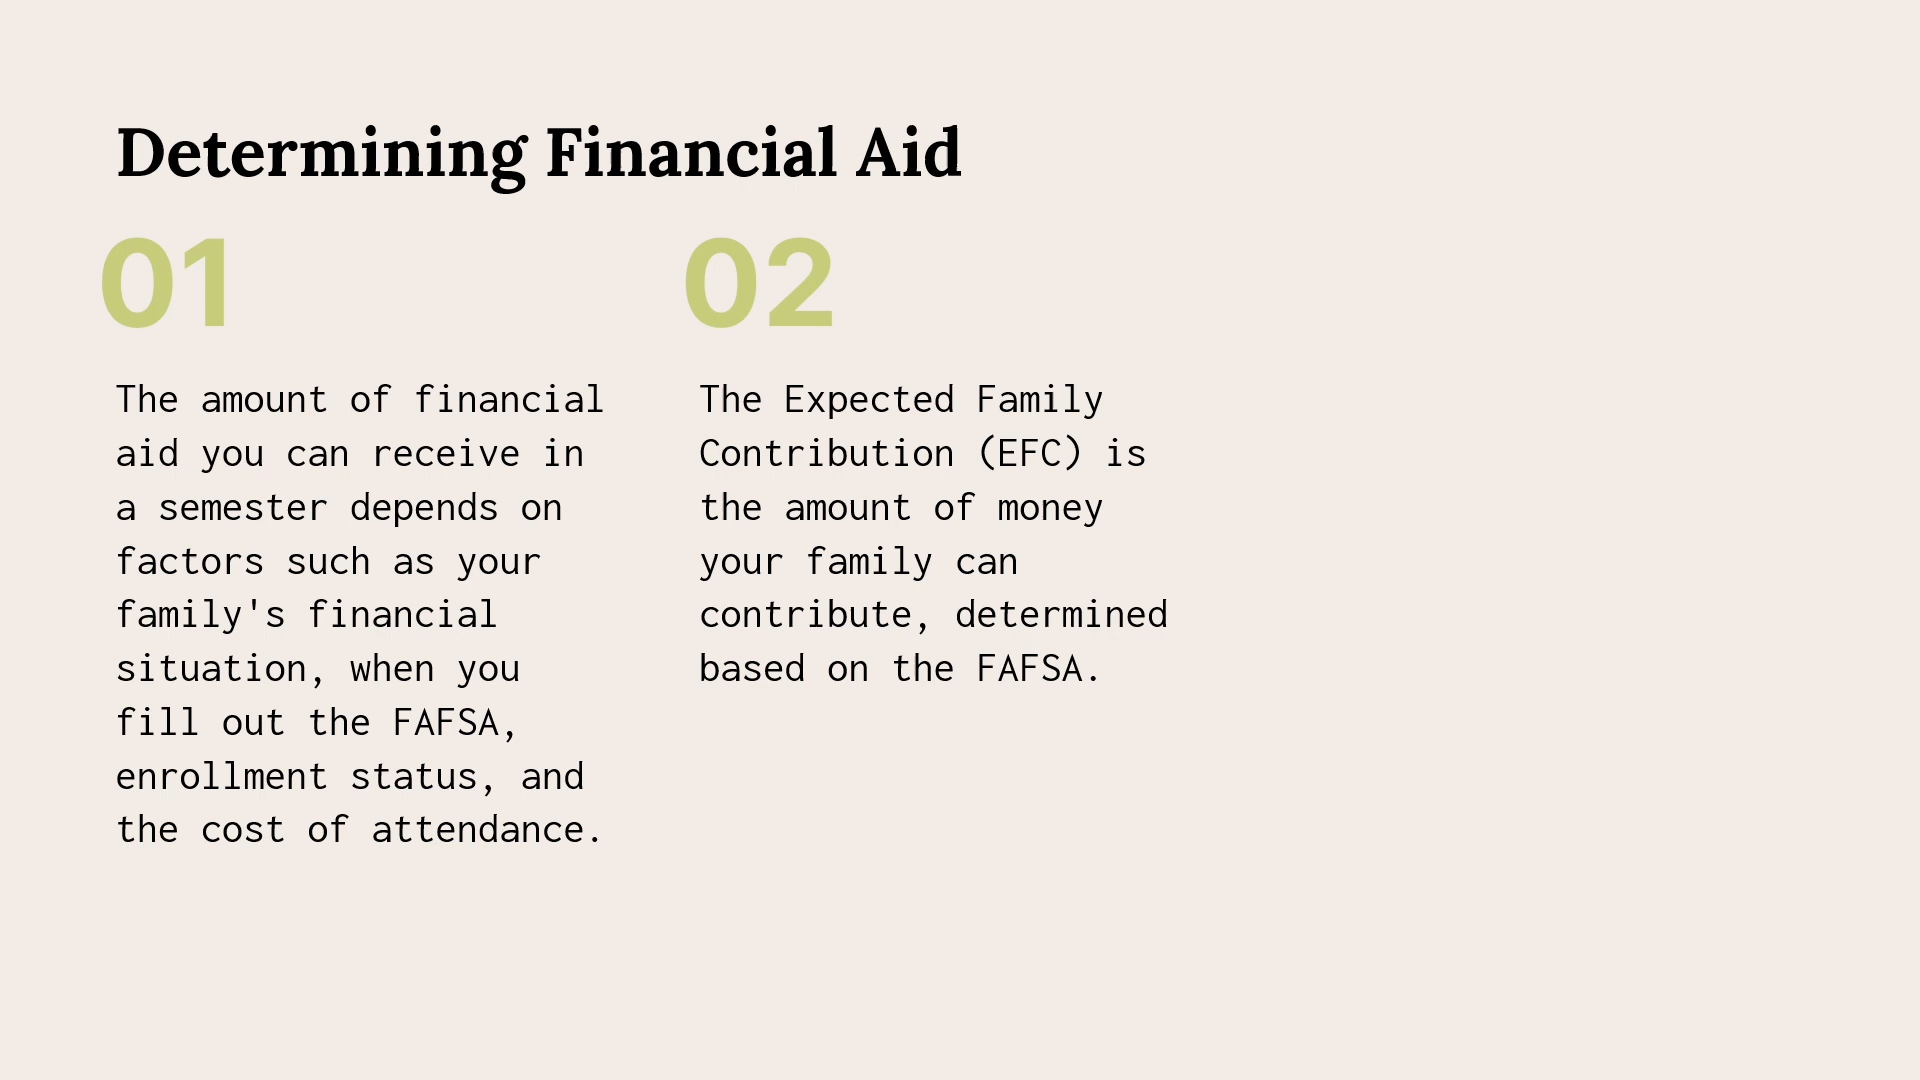 Determining Financial Aid
01
The amount of financial
aid you can receive in
a semester depends on
factors such as your
family's financial
situation, when you
fill out the FAFSA,
enrollment status, and
the cost of attendance.
02
The Expected Family
Contribution (EFC) is
the amount of money
your family can
contribute, determined
based on the FAFSA.